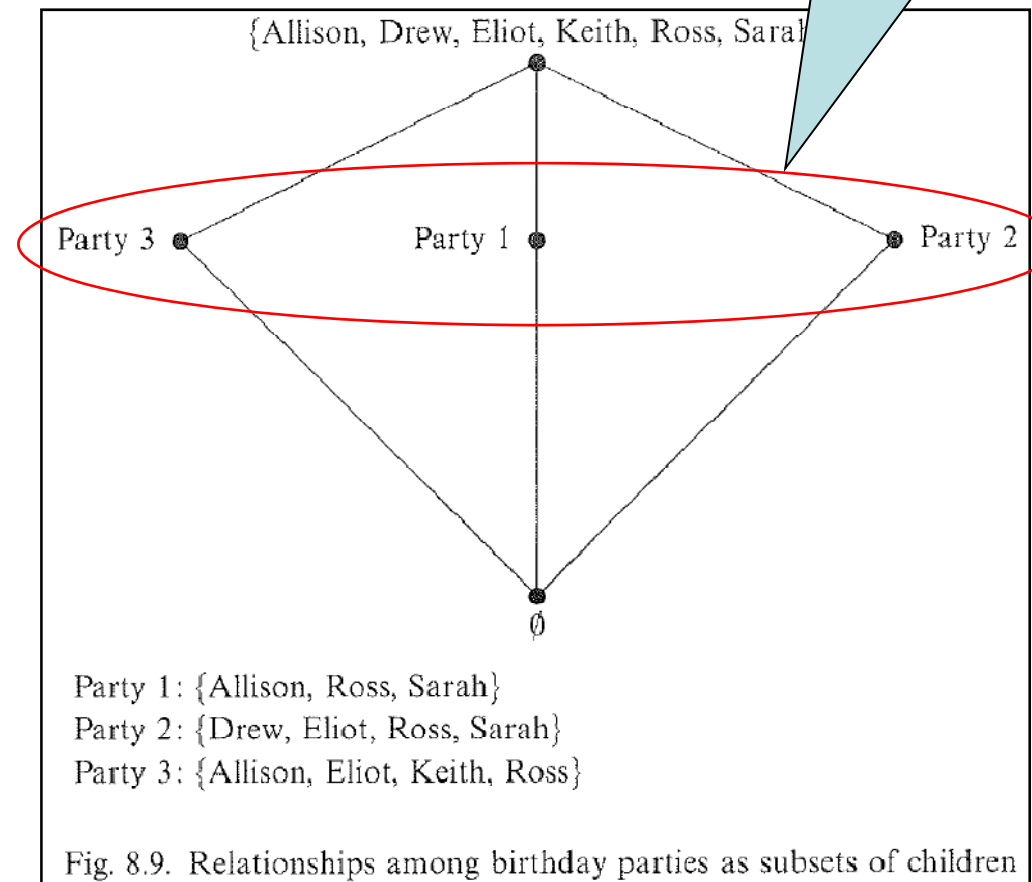 {Allison, Drew, Eliot, Keith, Ross, Sarah
Party 3 Party 1 Party 2
∅
Party 1: {Allison, Ross, Sarah}
Party 2: {Drew, Eliot, Ross, Sarah}
Party 3: {Allison, Eliot, Keith, Ross}
Fig. 8.9. Relationships among birthday parties as subsets of children